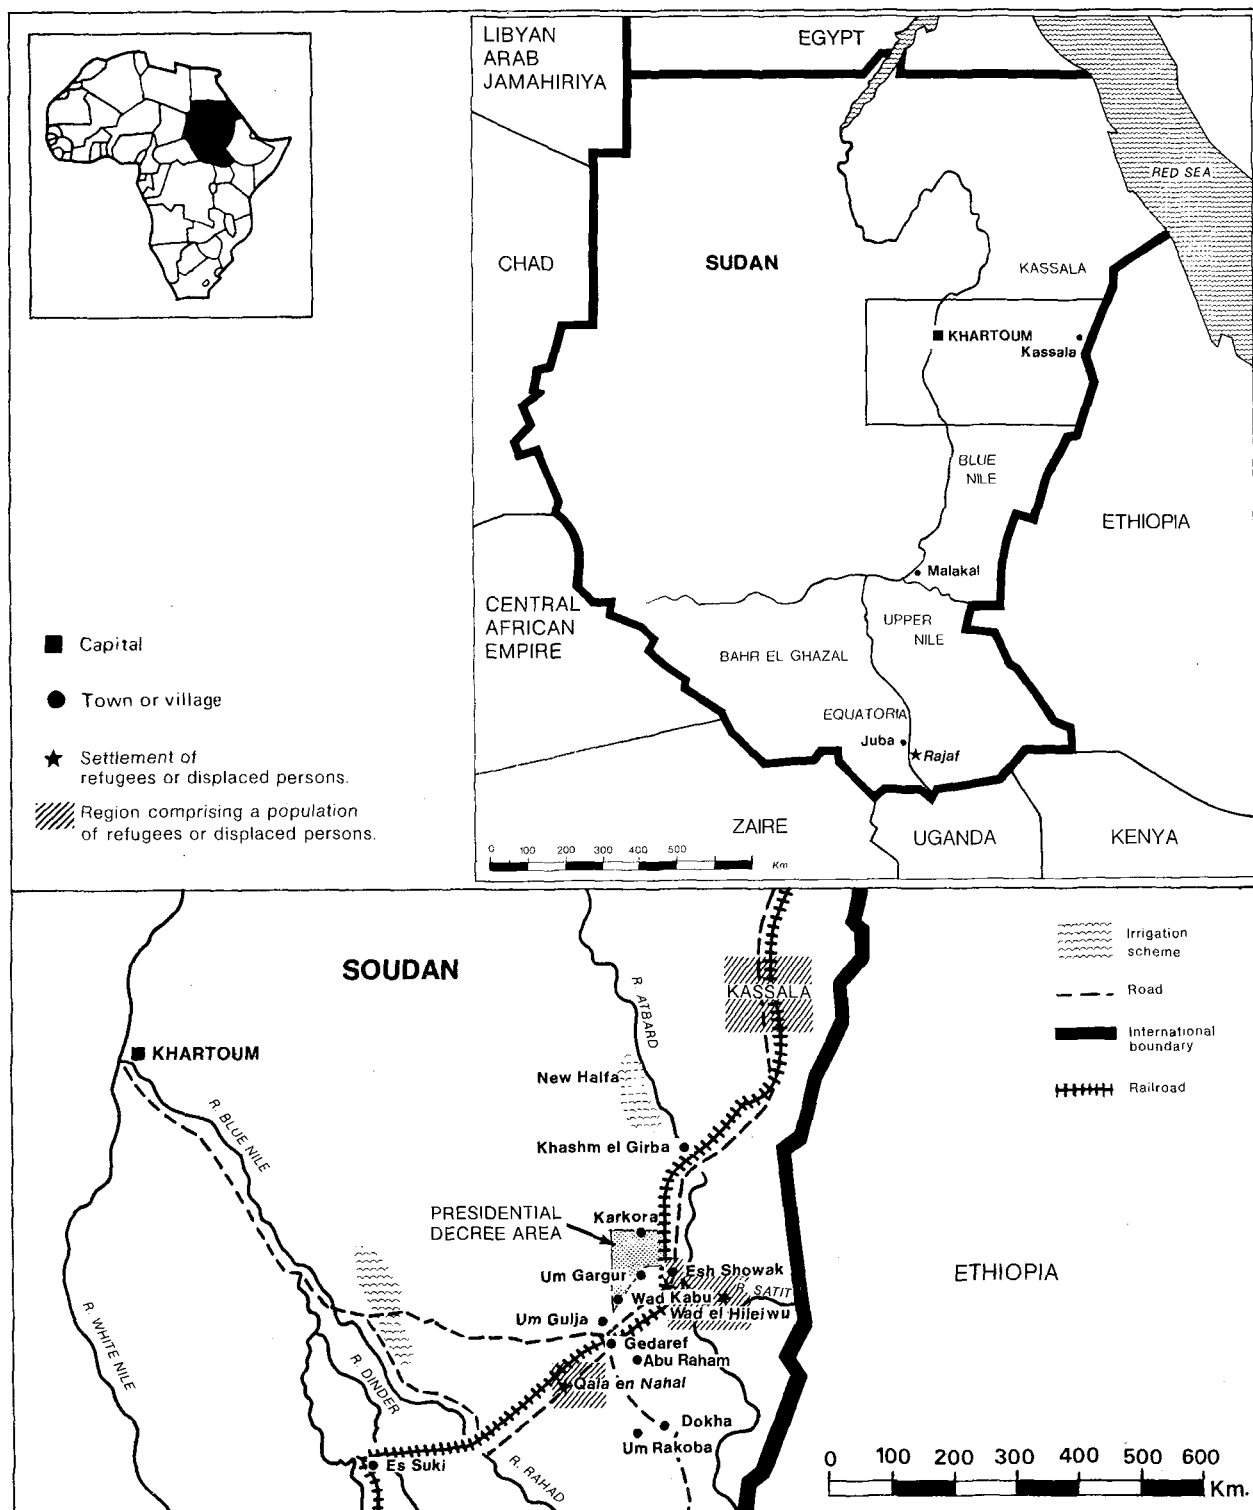 LIBYAN
ARAB
JAMAHIRIYA
EGYPT
RED SEA
CHAD
SUDAN
KASSALA
KHARTOUM
Kassala
BLUE
NILE
ETHIOPIA
Malakal
CENTRAL
AFRICAN
EMPIRE
UPPER
NILE
BAHR EL GHAZAL
EQUATORIA
Juba
Rajaf
ZAIRE
UGANDA
KENYA
0 100 200 300 400 500
Km
Capital
Town or village
Settlement of
refugees or displaced persons.
Region comprising a population
of refugees or displaced persons.
SOUDAN
R. ATBARD
KASSALA
KHARTOUM
New Halfa
R. BLUE NILE
Khashm el Girba
PRESIDENTIAL
DECREE AREA
Karkora
Um Gargur
Esh Showak
R. SATIT
Wad Kabu
Wad el Hileiwu
Um Gulja
Gedaref
Abu Raham
R. WHITE NILE
R. DINDER
Qala en Nahal
Dokha
Um Rakoba
Es Suki
R. RAHAD
ETHIOPIA
Irrigation
scheme
Road
International
boundary
Railroad
0 100 200 300 400 500 600
Km.